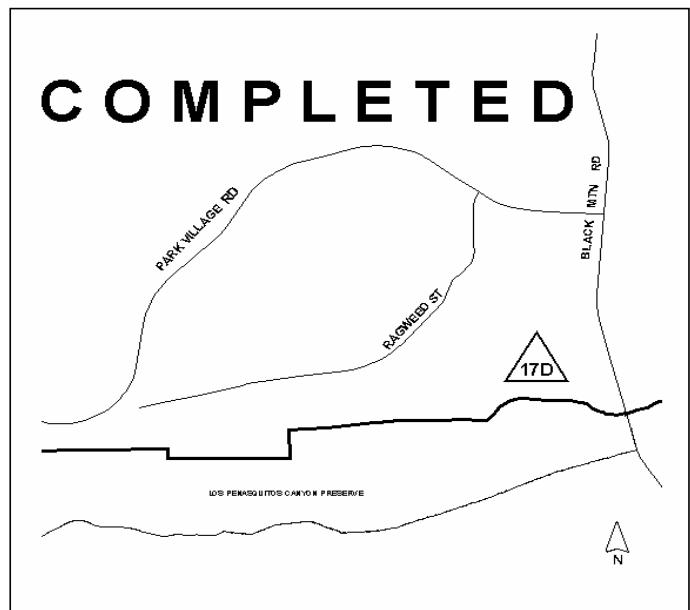 COMPLETED
PARK VILLAGE RD
BLACK MTN RD
RAGWEED ST
17D
LOS PENASQUITOS CANYON PRESERVE
N